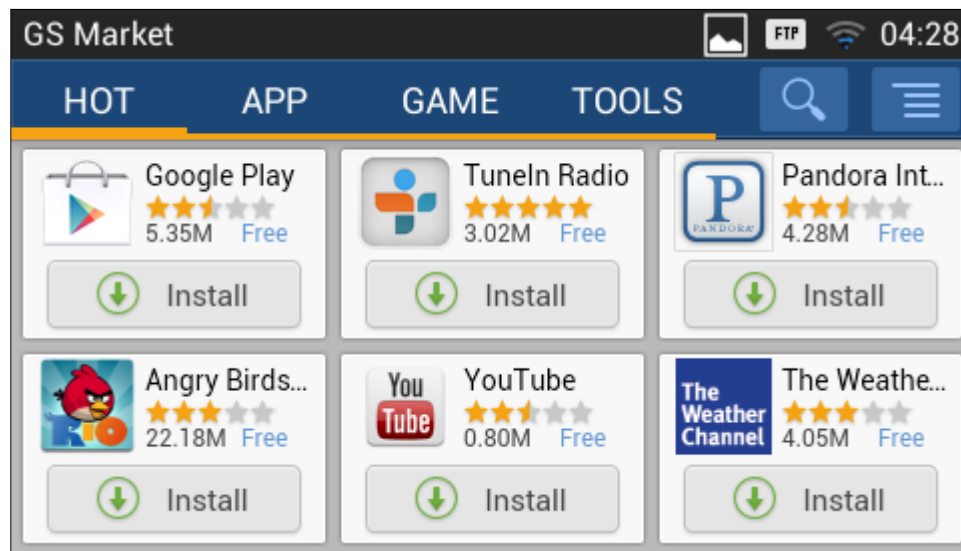 GS Market
FTP
04:28
HOT
APP
GAME
TOOLS
Google Play
5.35M Free
Install
TuneIn Radio
3.02M Free
Install
P
PANDORA
Pandora Int...
4.28M Free
Install
RIO
Angry Birds...
22.18M Free
Install
You
Tube
YouTube
0.80M Free
Install
The
Weather
Channel
The Weathe...
4.05M Free
Install